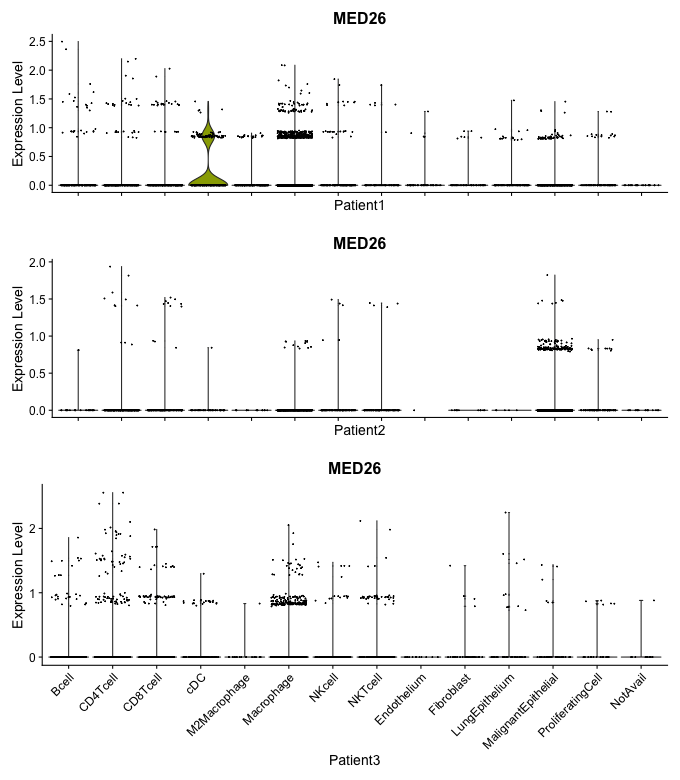 MED26
Expression Level
2.5
2.0
1.5
1.0
0.5
0.0
Patient1
MED26
Expression Level
2.0
1.5
1.0
0.5
0.0
Patient2
MED26
Expression Level
2
1
0
Bcell
CD4Tcell
CD8Tcell
cDC
M2Macrophage
Macrophage
NKcell
NKTcell
Endothelium
Fibroblast
LungEpithelium
MalignantEpithelial
ProliferatingCell
NotAvail
Patient3